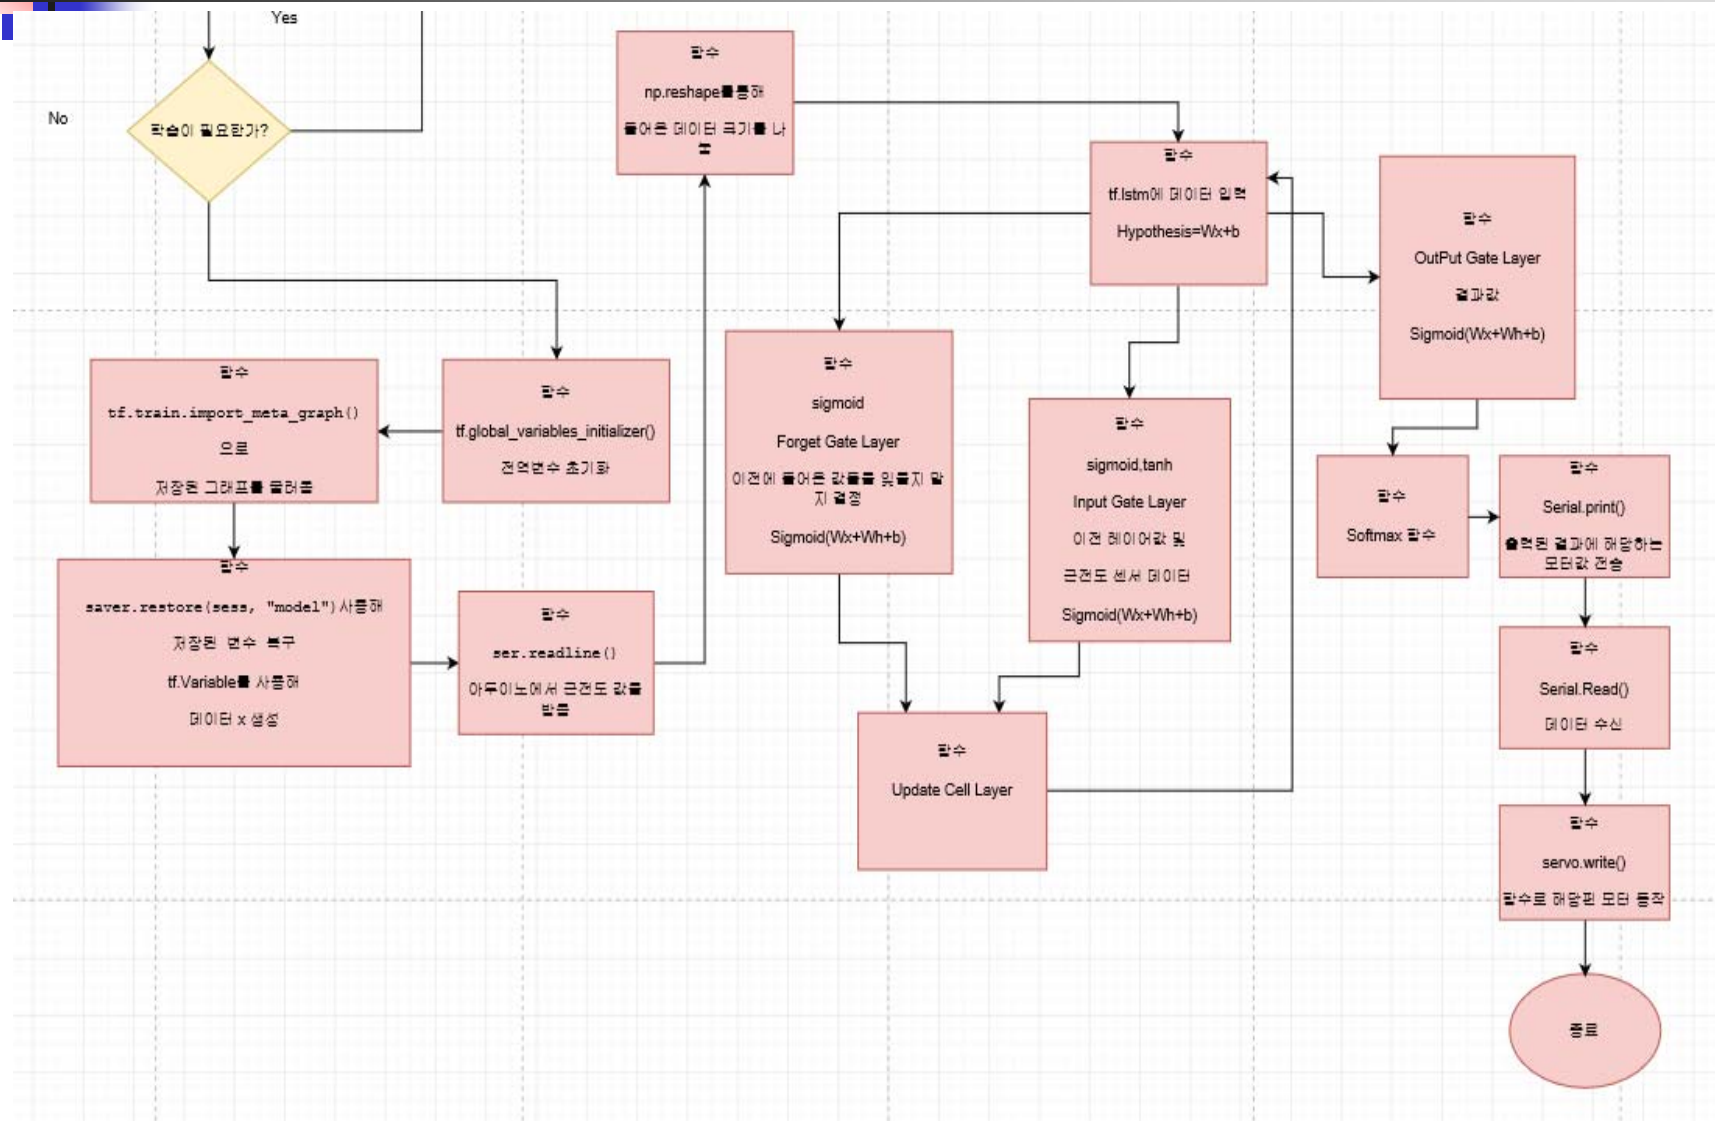 Yes
No
학습이 필요한가?
함수
np.reshape를통해
들어온 데이터 크기를 나
눔
함수
tf.lstm에 데이터 입력
Hypothesis=Wx+b
함수
OutPut Gate Layer
결과값
Sigmoid(Wx+Wh+b)
함수
tf.train.import_meta_graph()
으로
저장된 그래프를 불러옴
함수
tf.global_variables_initializer()
전역변수 초기화
함수
sigmoid
Forget Gate Layer
이전에 들어온 값들을 잊을지 말
지 결정
Sigmoid(Wx+Wh+b)
함수
sigmoid,tanh
Input Gate Layer
이전 레이어값 및
근전도 센서 데이터
Sigmoid(Wx+Wh+b)
함수
Softmax 함수
함수
Serial.print()
출력된 결과에 해당하는
모터값 전송
함수
saver.restore(sess, "model")사용해
저장된 변수 복구
tf.Variable를 사용해
데이터 x 생성
함수
ser.readline()
아두이노에서 근전도 값을
받음
함수
Serial.Read()
데이터 수신
함수
Update Cell Layer
함수
servo.write()
함수로 해당핀 모터 동작
종료